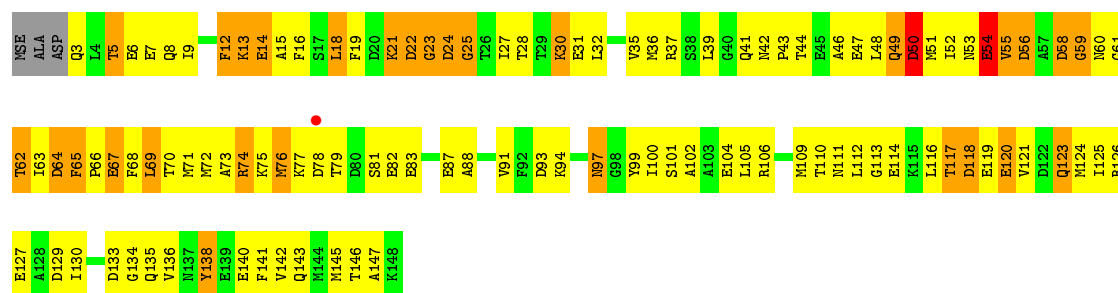 MSE ALA ASP Q3 L4 T5 E6 E7 Q8 I9 F12 K13 E14 A15 F16 S17 L18 F19 D20 K21 D22 G23 D24 G25 T26 I27 T28 T29 K30 E31 L32 V35 M36 R37 S38 L39 G40 Q41 N42 P43 T44 E45 A46 E47 L48 Q49 D50 M51 I52 N53 E54 V55 D56 A57 D58 G59 N60 G61
T62 I63 D64 F65 P66 E67 F68 L69 T70 M71 M72 A73 R74 K75 M76 K77 D78 T79 D80 S81 E82 E83 E87 A88 V91 F92 D93 K94 N97 G98 Y99 I100 S101 A102 A103 E104 L105 R106 M109 T110 N111 L112 G113 E114 K115 L116 T117 D118 E119 E120 V121 D122 Q123 M124 I125 R126
E127 A128 D129 I130 D133 G134 Q135 V136 N137 Y138 E139 E140 F141 V142 Q143 M144 M145 T146 A147 K148